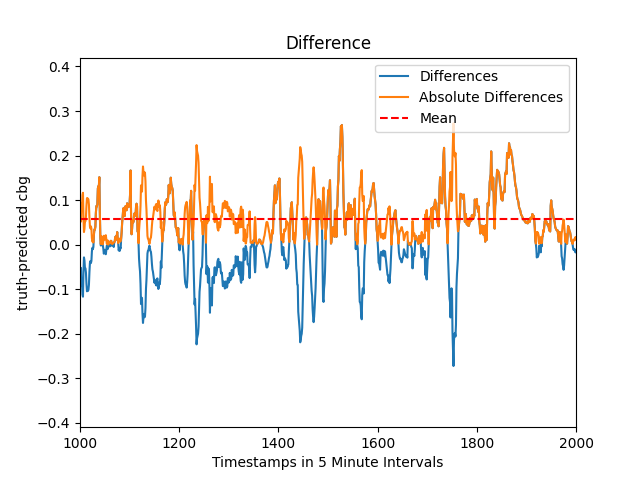 Difference
0.4
0.3
0.2
0.1
0.0
−0.1
−0.2
−0.3
−0.4
truth-predicted cbg
Differences
Absolute Differences
Mean
1000
1200
1400
1600
1800
2000
Timestamps in 5 Minute Intervals